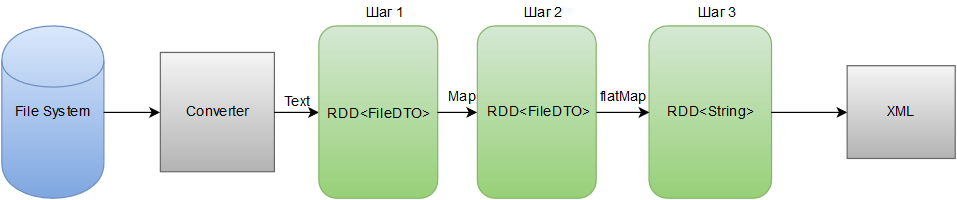 Шаг 1
Шаг 2
Шаг 3
File System
Converter
Text
RDD<FileDTO>
Map
RDD<FileDTO>
flatMap
RDD<String>
XML